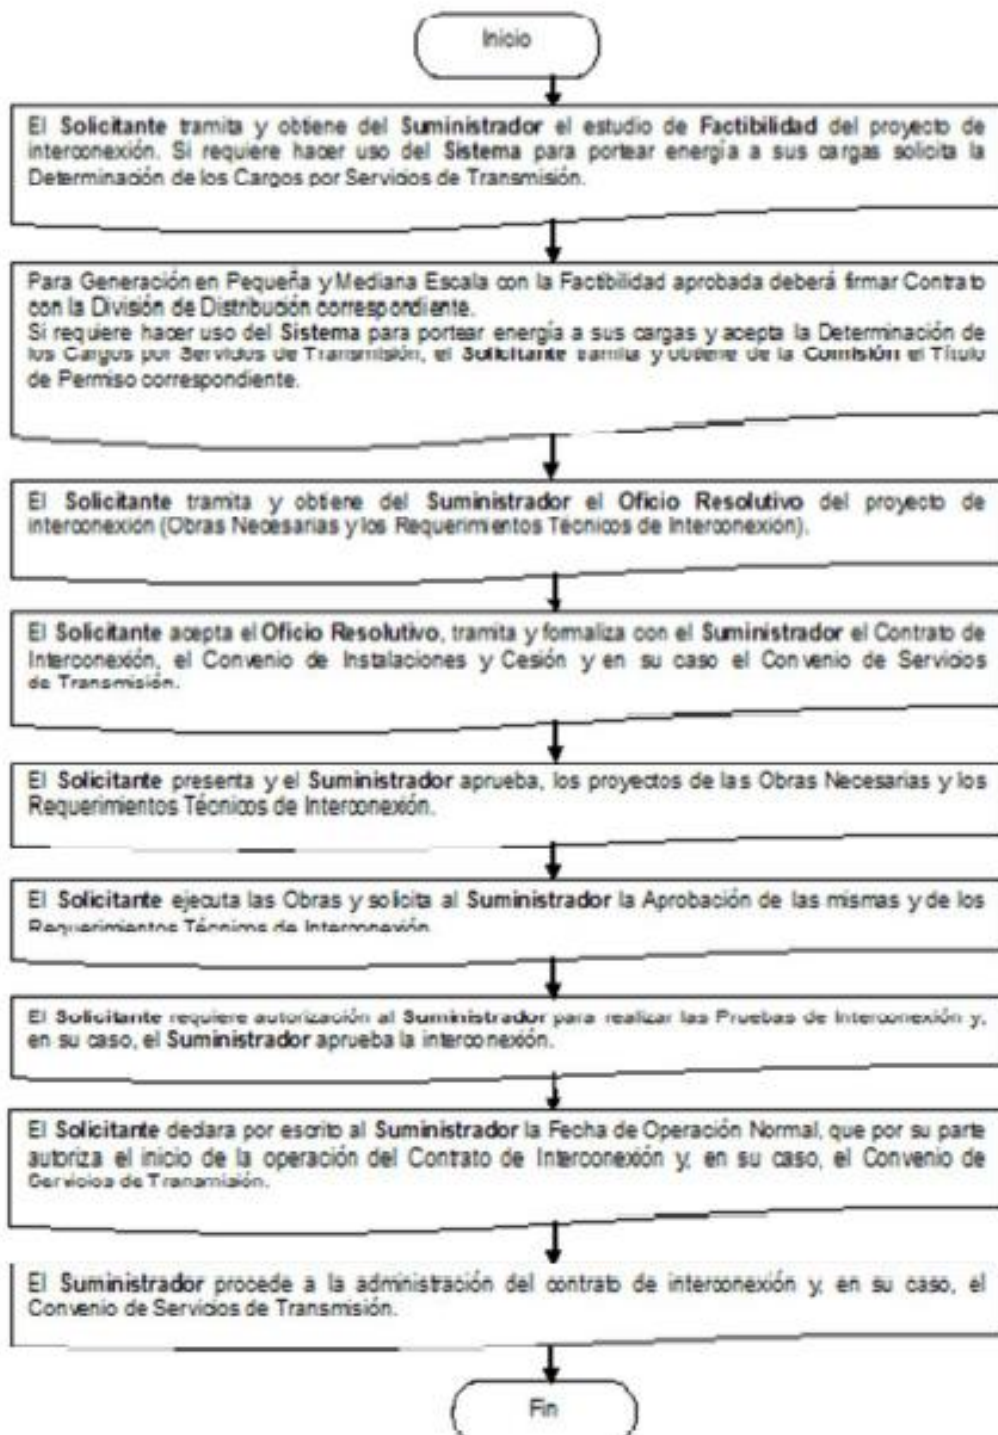 Inicio
El Solicitante tramita y obtiene del Suministrador el estudio de Factibilidad del proyecto de
interconexión. Si requiere hacer uso del Sistema para portear energía a sus cargas solicita la
Determinación de los Cargos por Servicios de Transmisión.
Para Generación en Pequeña y Mediana Escala con la Factibilidad aprobada deberá firmar Contrato
con la División de Distribución correspondiente.
Si requiere hacer uso del Sistema para portear energía a sus cargas y acepta la Determinación de
los Cargos por Servicios de Transmisión, el Solicitante tramita y obtiene de la Comisión el Título
de Permiso correspondiente.
El Solicitante tramita y obtiene del Suministrador el Oficio Resolutivo del proyecto de
interconexión (Obras Necesarias y los Requerimientos Técnicos de Interconexión).
El Solicitante acepta el Oficio Resolutivo, tramita y formaliza con el Suministrador el Contrato de
Interconexión, el Convenio de Instalaciones y Cesión y en su caso el Convenio de Servicios
de Transmisión.
El Solicitante presenta y el Suministrador aprueba, los proyectos de las Obras Necesarias y los
Requerimientos Técnicos de Interconexión.
El Solicitante ejecuta las Obras y solicita al Suministrador la Aprobación de las mismas y de los
Requerimientos Técnicos de Interconexión.
El Solicitante requiere autorización al Suministrador para realizar las Pruebas de Interconexión y,
en su caso, el Suministrador aprueba la interconexión.
El Solicitante declara por escrito al Suministrador la Fecha de Operación Normal, que por su parte
autoriza el inicio de la operación del Contrato de Interconexión y, en su caso, el Convenio de
Servicios de Transmisión.
El Suministrador procede a la administración del contrato de interconexión y, en su caso, el
Convenio de Servicios de Transmisión.
Fin